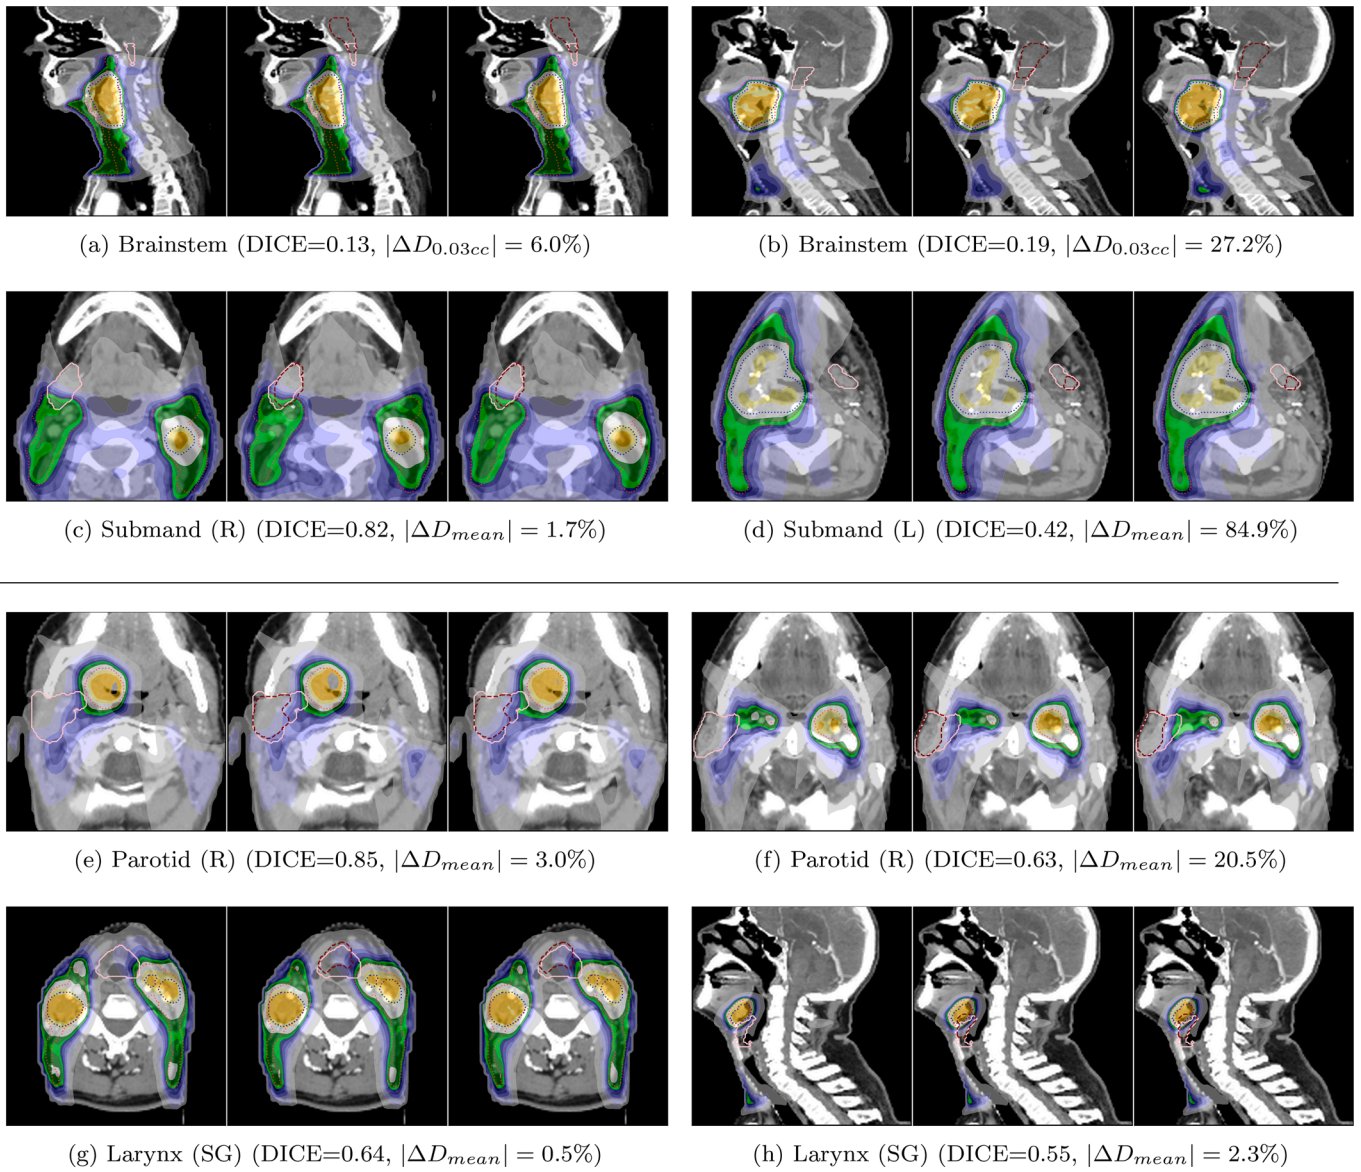 (a) Brainstem (DICE=0.13, |ΔD0.03cc| = 6.0%)
(b) Brainstem (DICE=0.19, |ΔD0.03cc| = 27.2%)
(c) Submand (R) (DICE=0.82, |ΔDmean| = 1.7%)
(d) Submand (L) (DICE=0.42, |ΔDmean| = 84.9%)
(e) Parotid (R) (DICE=0.85, |ΔDmean| = 3.0%)
(f) Parotid (R) (DICE=0.63, |ΔDmean| = 20.5%)
(g) Larynx (SG) (DICE=0.64, |ΔDmean| = 0.5%)
(h) Larynx (SG) (DICE=0.55, |ΔDmean| = 2.3%)